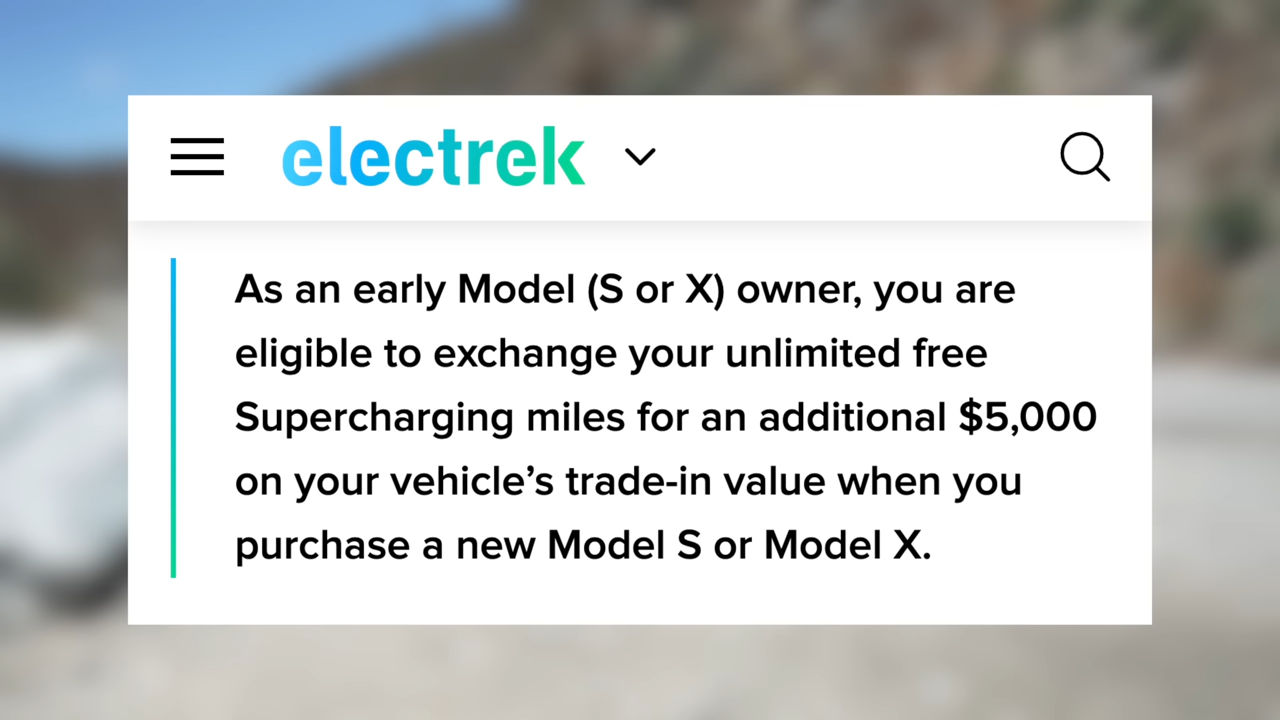 electrek
As an early Model (S or X) owner, you are
eligible to exchange your unlimited free
Supercharging miles for an additional $5,000
on your vehicle’s trade-in value when you
purchase a new Model S or Model X.